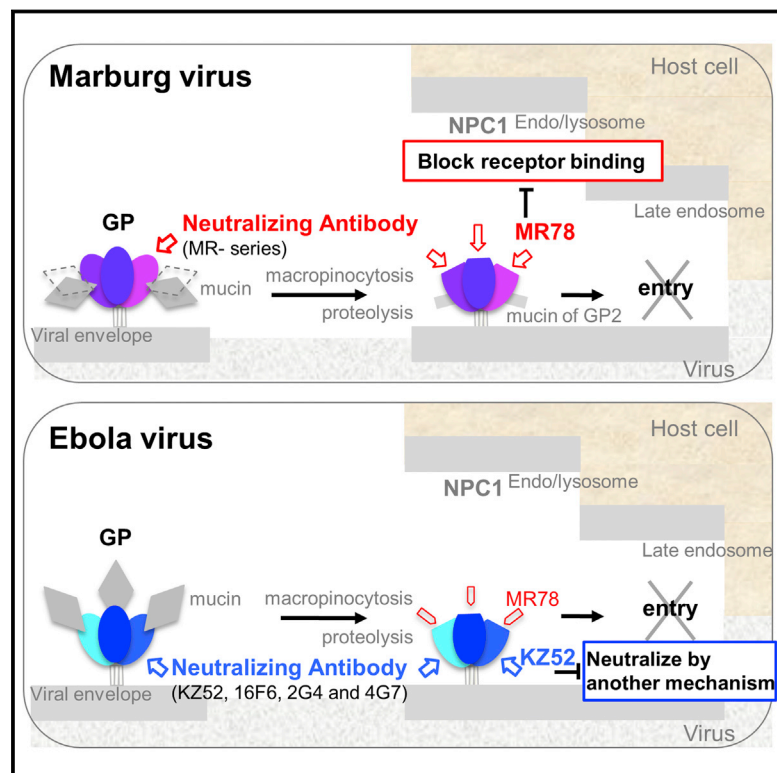 Marburg virus
Host cell
NPC1 Endo/lysosome
Block receptor binding
Late endosome
GP
Neutralizing Antibody
(MR- series)
MR78
mucin
macropinocytosis
proteolysis
entry
mucin of GP2
Viral envelope
Virus
Ebola virus
Host cell
NPC1 Endo/lysosome
Late endosome
GP
mucin
macropinocytosis
proteolysis
MR78
entry
Neutralizing Antibody
(KZ52, 16F6, 2G4 and 4G7)
KZ52
Neutralize by
another mechanism
Viral envelope
Virus